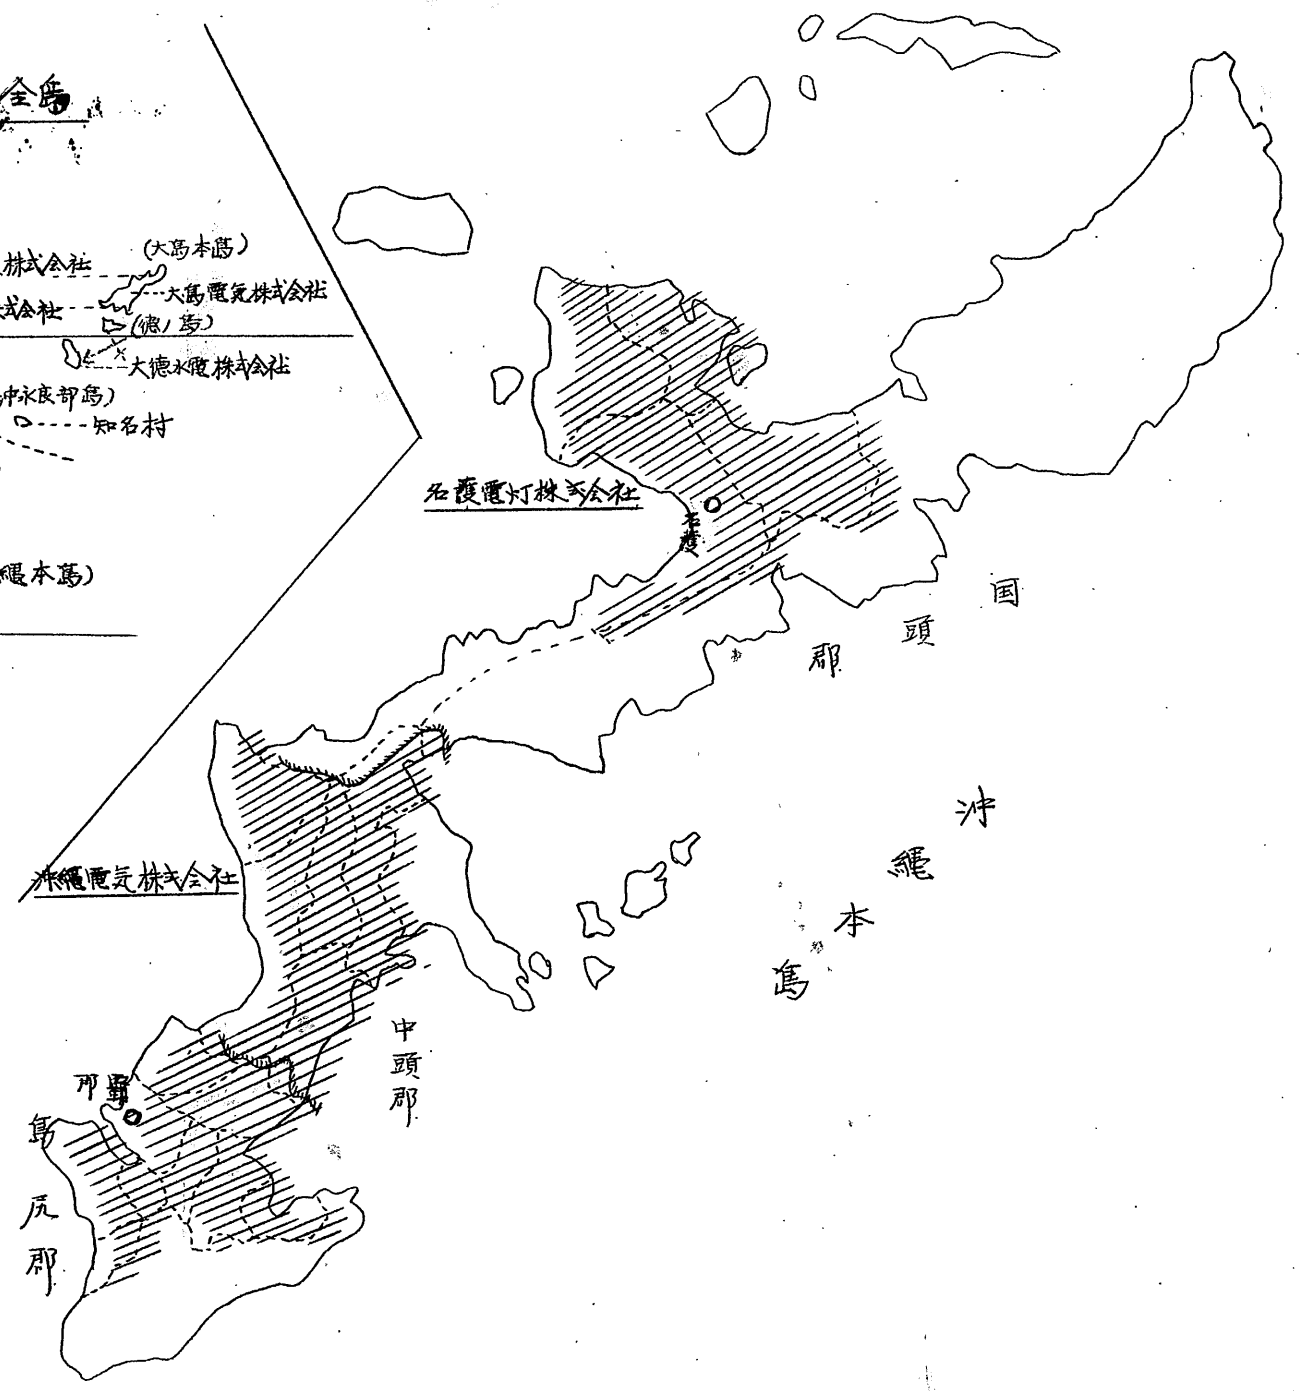 全島
株式会社
(大島本島)
大島電気株式会社
式会社
(徳ノ島)
大徳水電株式会社
沖永良部島)
知名村
縄本島)
名護電灯株式会社
名護
国頭郡
沖縄本島
沖縄電気株式会社
中頭郡
那覇
島尻郡